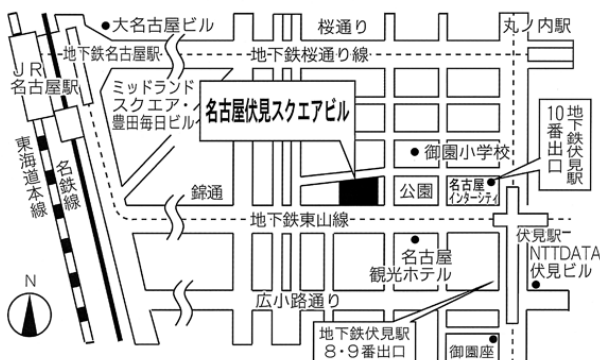 大名古屋ビル
桜通り
丸ノ内駅
地下鉄名古屋駅
地下鉄桜通り線
JR
名古屋駅
ミッドランド
スクエア・
豊田毎日ビル
名古屋伏見スクエアビル
地下鉄伏見駅
10番出口
御園小学校
東海道本線
名鉄線
錦通
公園
名古屋
インターシティ
地下鉄東山線
伏見駅
NTTDATA
伏見ビル
名古屋
観光ホテル
N
広小路通り
地下鉄伏見駅
8・9番出口
御園座